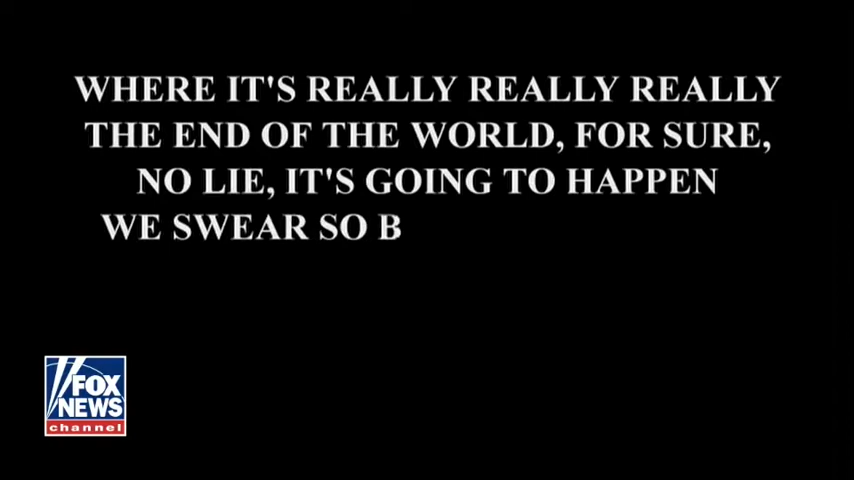 WHERE IT'S REALLY REALLY REALLY
THE END OF THE WORLD, FOR SURE,
NO LIE, IT'S GOING TO HAPPEN
WE SWEAR SO B
FOX
NEWS
channel